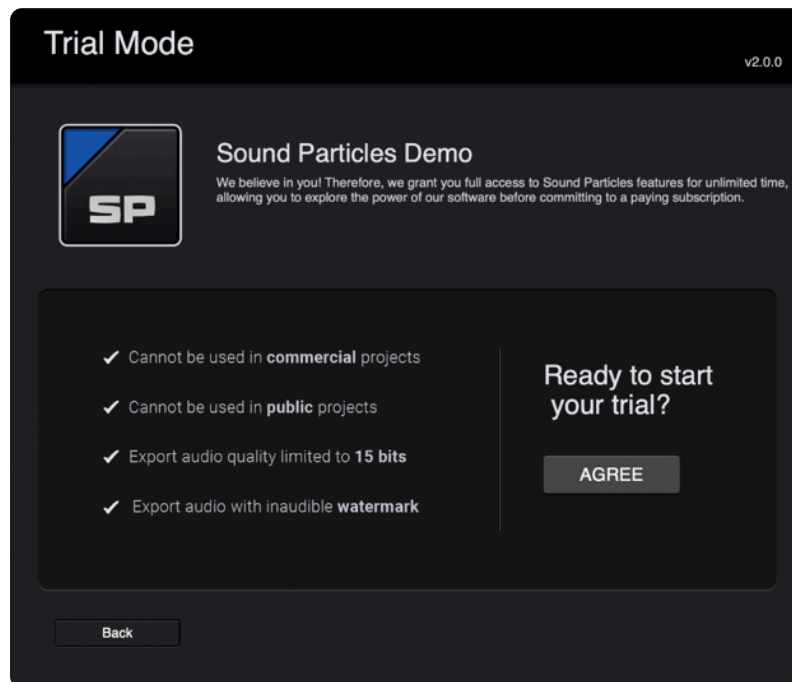 Trial Mode
v2.0.0
SP
Sound Particles Demo
We believe in you! Therefore, we grant you full access to Sound Particles features for unlimited time,
allowing you to explore the power of our software before committing to a paying subscription.
Cannot be used in commercial projects
Cannot be used in public projects
Export audio quality limited to 15 bits
Export audio with inaudible watermark
Ready to start
your trial?
AGREE
Back